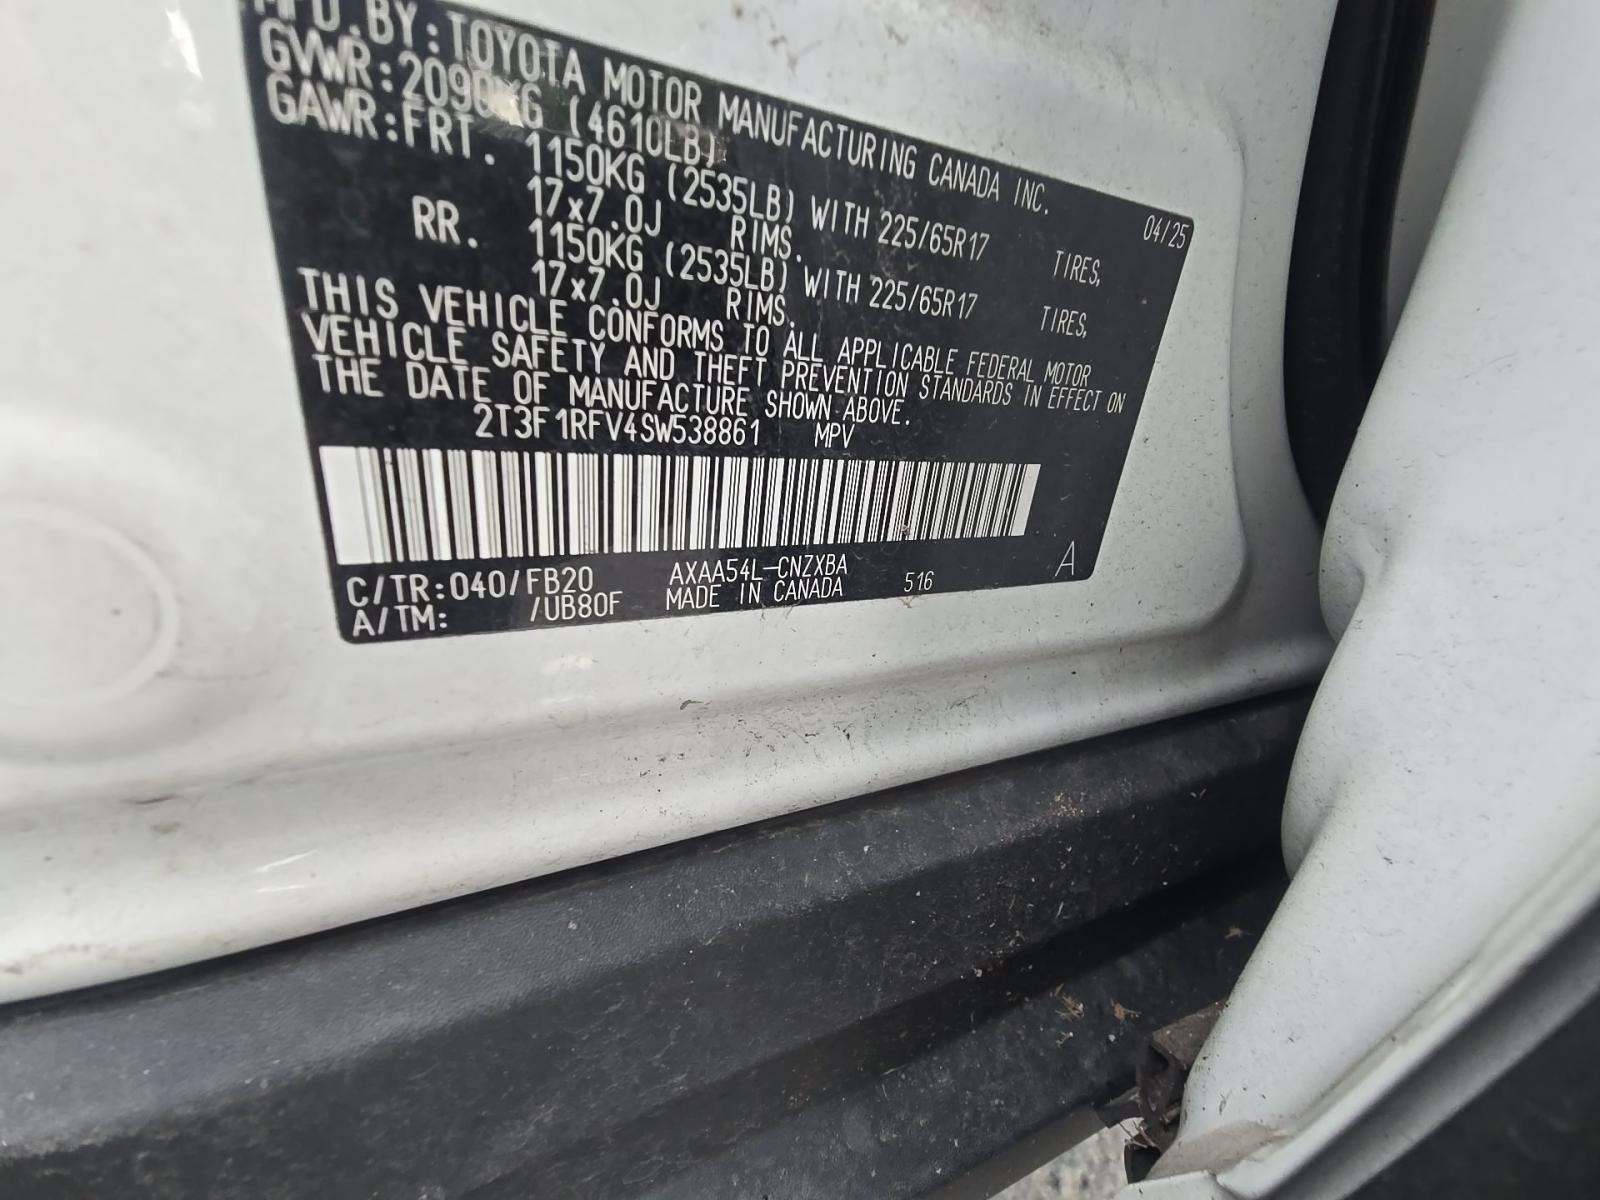 MFD.BY:TOYOTA MOTOR MANUFACTURING CANADA INC.
GVWR:2090KG (4610LB) 04/25
GAWR:FRT. 1150KG (2535LB) WITH 225/65R17 TIRES,
17x7.0J RIMS.
RR. 1150KG (2535LB) WITH 225/65R17 TIRES,
17x7.0J RIMS.
THIS VEHICLE CONFORMS TO ALL APPLICABLE FEDERAL MOTOR
VEHICLE SAFETY AND THEFT PREVENTION STANDARDS IN EFFECT ON
THE DATE OF MANUFACTURE SHOWN ABOVE.
2T3F1RFV4SW538861 MPV
C/TR:040/FB20 AXAA54L-CNZXBA
A/TM: /UB80F MADE IN CANADA 516 A